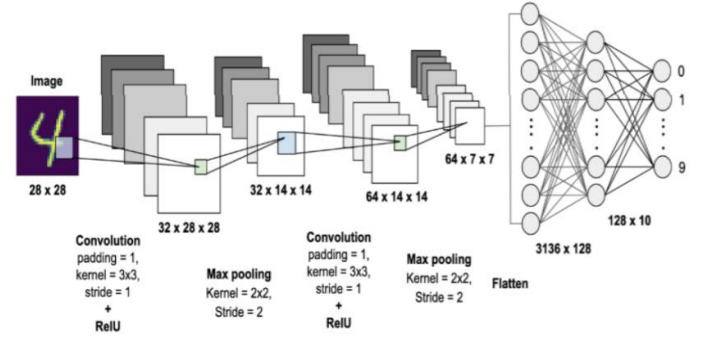 Image
28 x 28
32 x 28 x 28
32 x 14 x 14
64 x 14 x 14
64 x 7 x 7
0
1
9
3136 x 128
128 x 10
Convolution
padding = 1,
kernel = 3x3,
stride = 1
+
RelU
Max pooling
Kernel = 2x2,
Stride = 2
Convolution
padding = 1,
kernel = 3x3,
stride = 1
+
RelU
Max pooling
Kernel = 2x2,
Stride = 2
Flatten
4